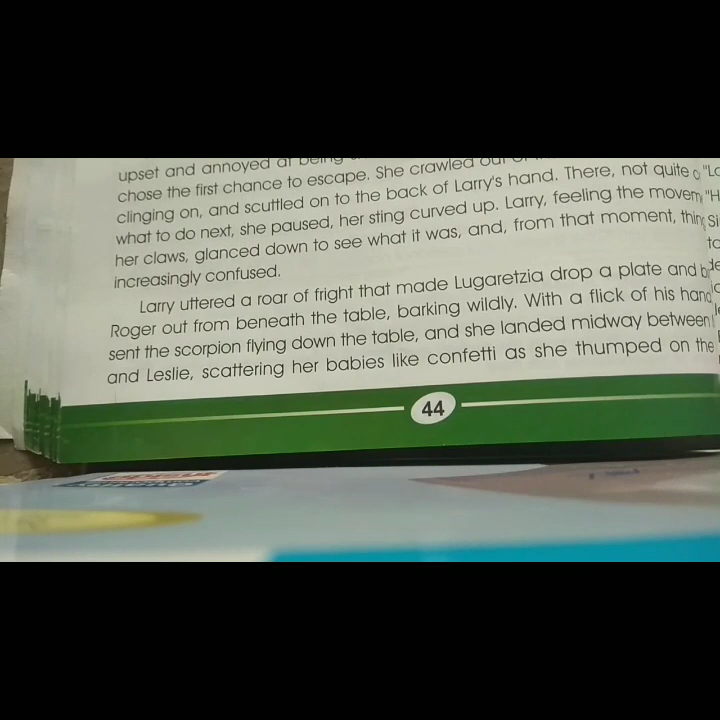 upset and annoyed at being
chose the first chance to escape. She crawled out of
clinging on, and scuttled on to the back of Larry's hand. There, not quite
what to do next, she paused, her sting curved up. Larry, feeling the
her claws, glanced down to see what it was, and, from that moment,
increasingly confused.
Larry uttered a roar of fright that made Lugaretzia drop a plate and
Roger out from beneath the table, barking wildly. With a flick of his hand
sent the scorpion flying down the table, and she landed midway between
and Leslie, scattering her babies like confetti as she thumped on the
44